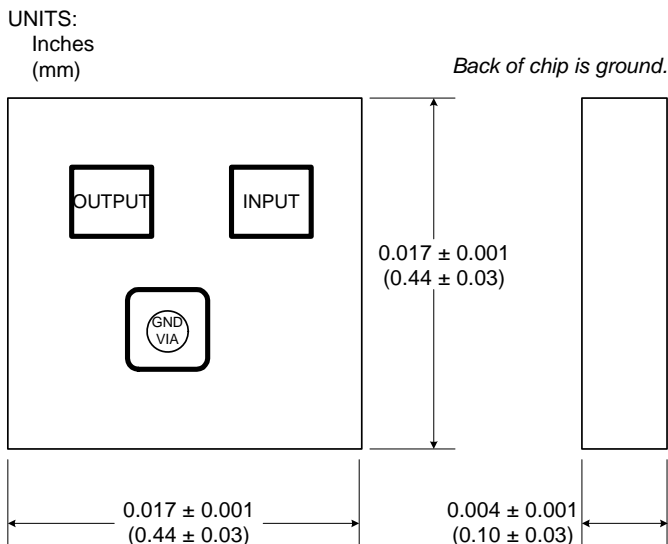 UNITS:
Inches
(mm)
Back of chip is ground.
OUTPUT
INPUT
GND
VIA
0.017 ± 0.001
(0.44 ± 0.03)
0.017 ± 0.001
(0.44 ± 0.03)
0.004 ± 0.001
(0.10 ± 0.03)